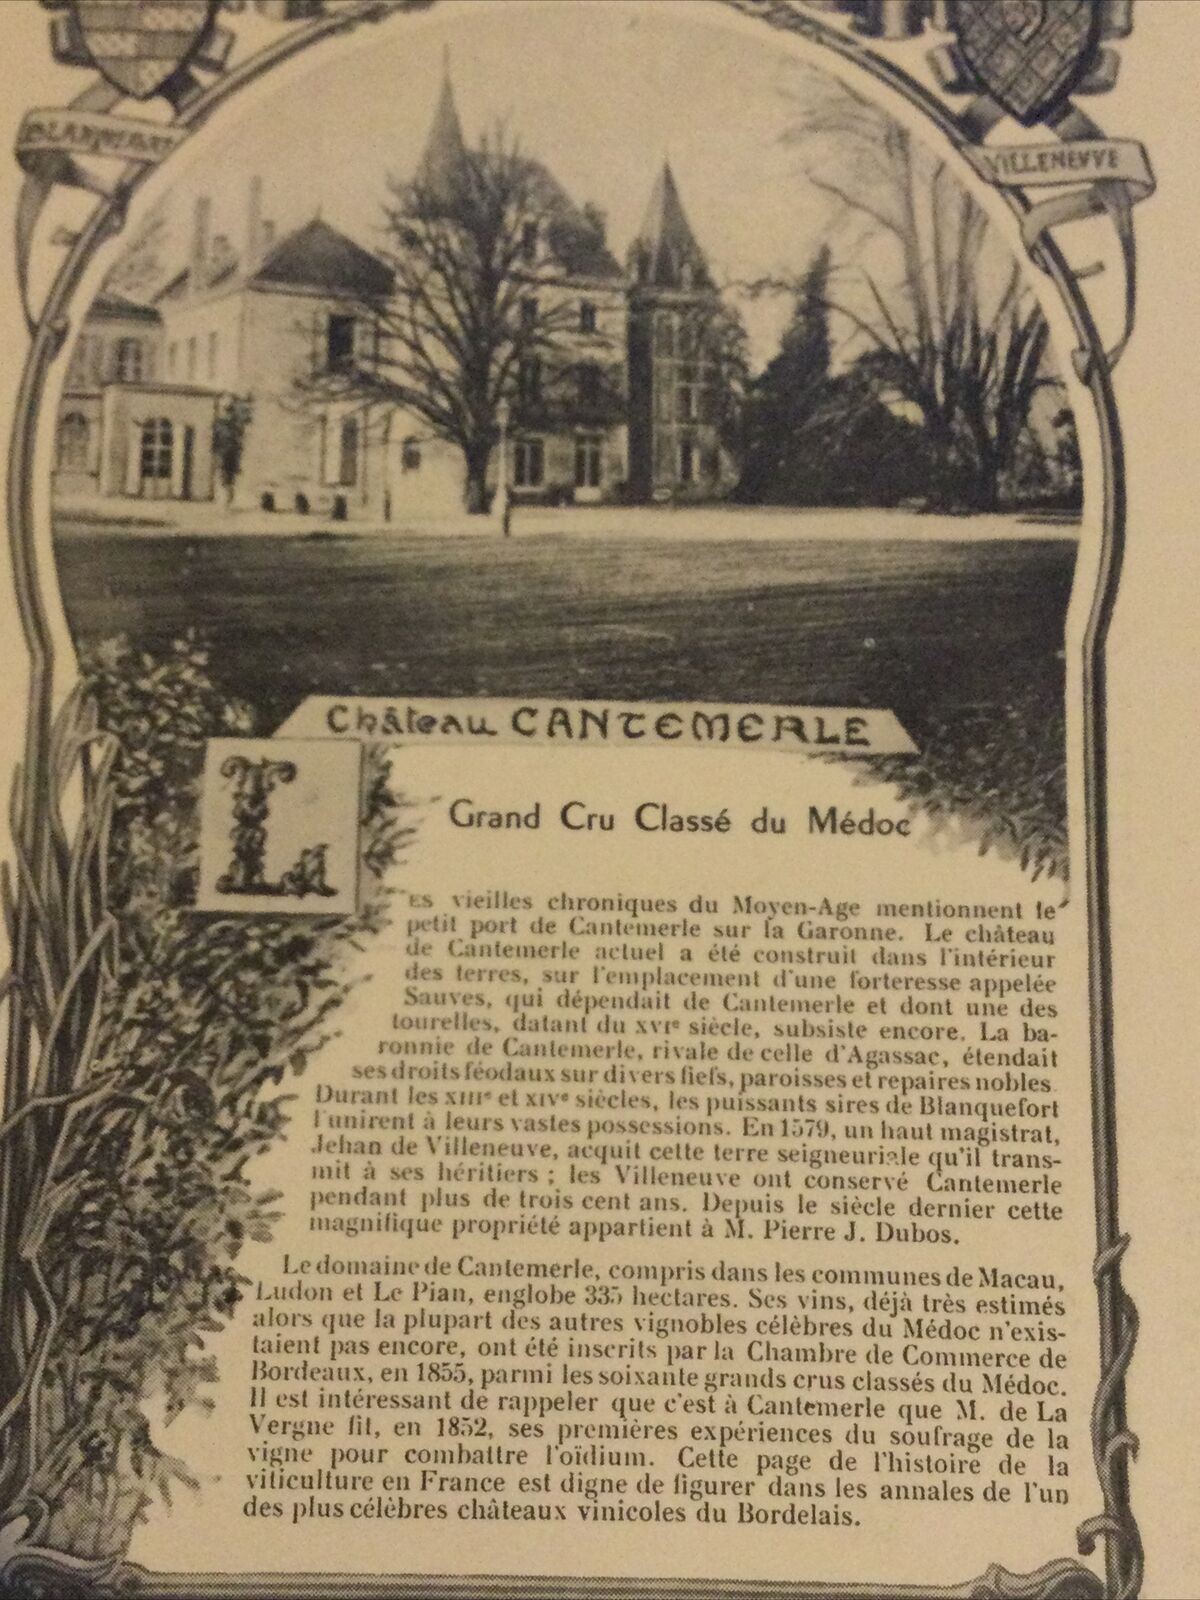 BLANQUEFORT
VILLENEUVE
Château CANTEMERLE
Grand Cru Classé du Médoc
LES vieilles chroniques du Moyen-Age mentionnent le
petit port de Cantemerle sur la Garonne. Le château
de Cantemerle actuel a été construit dans l'intérieur
des terres, sur l'emplacement d'une forteresse appelée
Sauves, qui dépendait de Cantemerle et dont une des
tourelles, datant du XVIe siècle, subsiste encore. La ba-
ronnie de Cantemerle, rivale de celle d'Agassac, étendait
ses droits féodaux sur divers fiefs, paroisses et repaires nobles.
Durant les XIIIe et XIVe siècles, les puissants sires de Blanquefort
l'unirent à leurs vastes possessions. En 1579, un haut magistrat,
Jehan de Villeneuve, acquit cette terre seigneuriale qu'il trans-
mit à ses héritiers ; les Villeneuve ont conservé Cantemerle
pendant plus de trois cent ans. Depuis le siècle dernier cette
magnifique propriété appartient à M. Pierre J. Dubos.
Le domaine de Cantemerle, compris dans les communes de Macau,
Ludon et Le Pian, englobe 335 hectares. Ses vins, déjà très estimés
alors que la plupart des autres vignobles célèbres du Médoc n'exis-
taient pas encore, ont été inscrits par la Chambre de Commerce de
Bordeaux, en 1855, parmi les soixante grands crus classés du Médoc.
Il est intéressant de rappeler que c'est à Cantemerle que M. de La
Vergne fit, en 1852, ses premières expériences du soufrage de la
vigne pour combattre l'oïdium. Cette page de l'histoire de la
viticulture en France est digne de figurer dans les annales de l'un
des plus célèbres châteaux vinicoles du Bordelais.